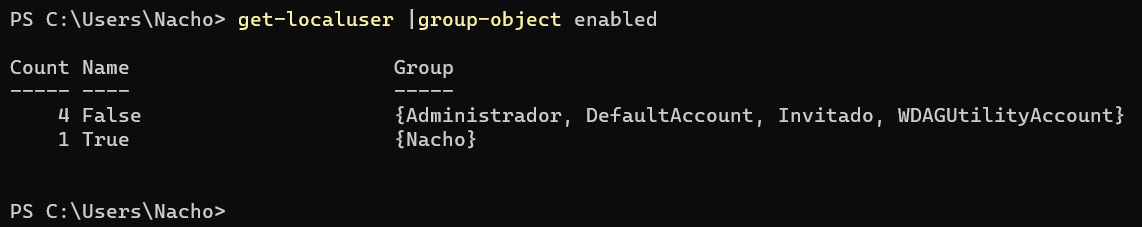 PS C:\Users\Nacho> get-localuser |group-object enabled
Count Name                      Group
----- ----                      -----
    4 False                     {Administrador, DefaultAccount, Invitado, WDAGUtilityAccount}
    1 True                      {Nacho}
PS C:\Users\Nacho>